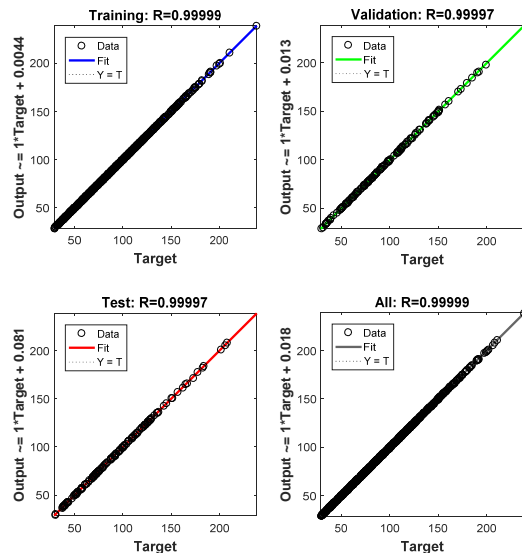 Training: R=0.99999
Output ~= 1*Target + 0.0044
Data
Fit
Y = T
200
150
100
50
50 100 150 200
Target
Validation: R=0.99997
Output ~= 1*Target + 0.013
Data
Fit
Y = T
200
150
100
50
50 100 150 200
Target
Test: R=0.99997
Output ~= 1*Target + 0.081
Data
Fit
Y = T
200
150
100
50
50 100 150 200
Target
All: R=0.99999
Output ~= 1*Target + 0.018
Data
Fit
Y = T
200
150
100
50
50 100 150 200
Target